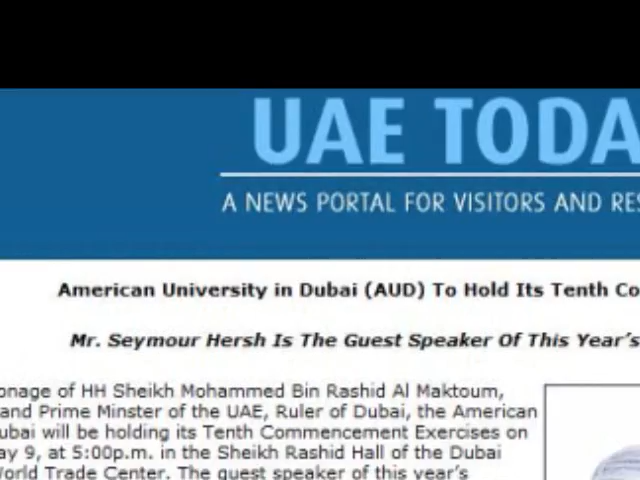 UAE TODA
A NEWS PORTAL FOR VISITORS AND RES
American University in Dubai (AUD) To Hold Its Tenth Co
Mr. Seymour Hersh Is The Guest Speaker Of This Year's
onage of HH Sheikh Mohammed Bin Rashid Al Maktoum,
and Prime Minster of the UAE, Ruler of Dubai, the American
ubai will be holding its Tenth Commencement Exercises on
ay 9, at 5:00p.m. in the Sheikh Rashid Hall of the Dubai
World Trade Center. The guest speaker of this year's